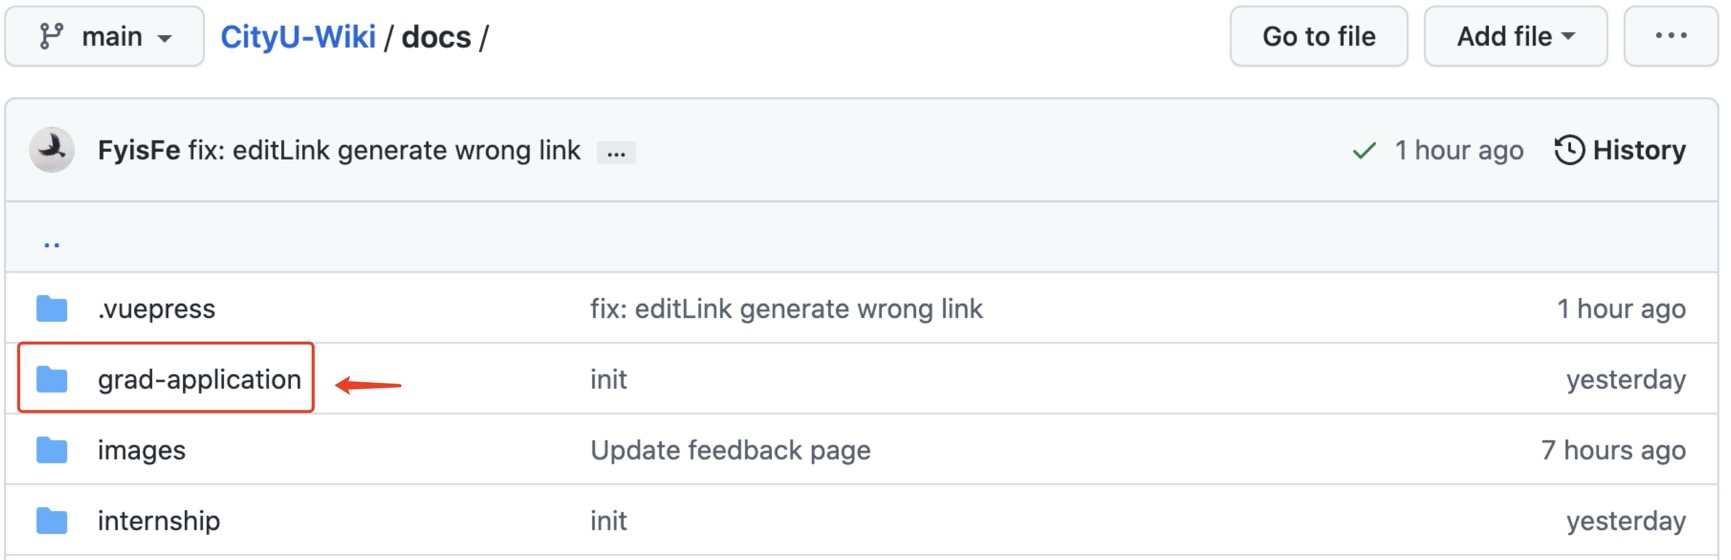 main CityU-Wiki / docs / Go to file Add file ...
FyisFe fix: editLink generate wrong link ... 1 hour ago History
..
.vuepress fix: editLink generate wrong link 1 hour ago
grad-application init yesterday
images Update feedback page 7 hours ago
internship init yesterday